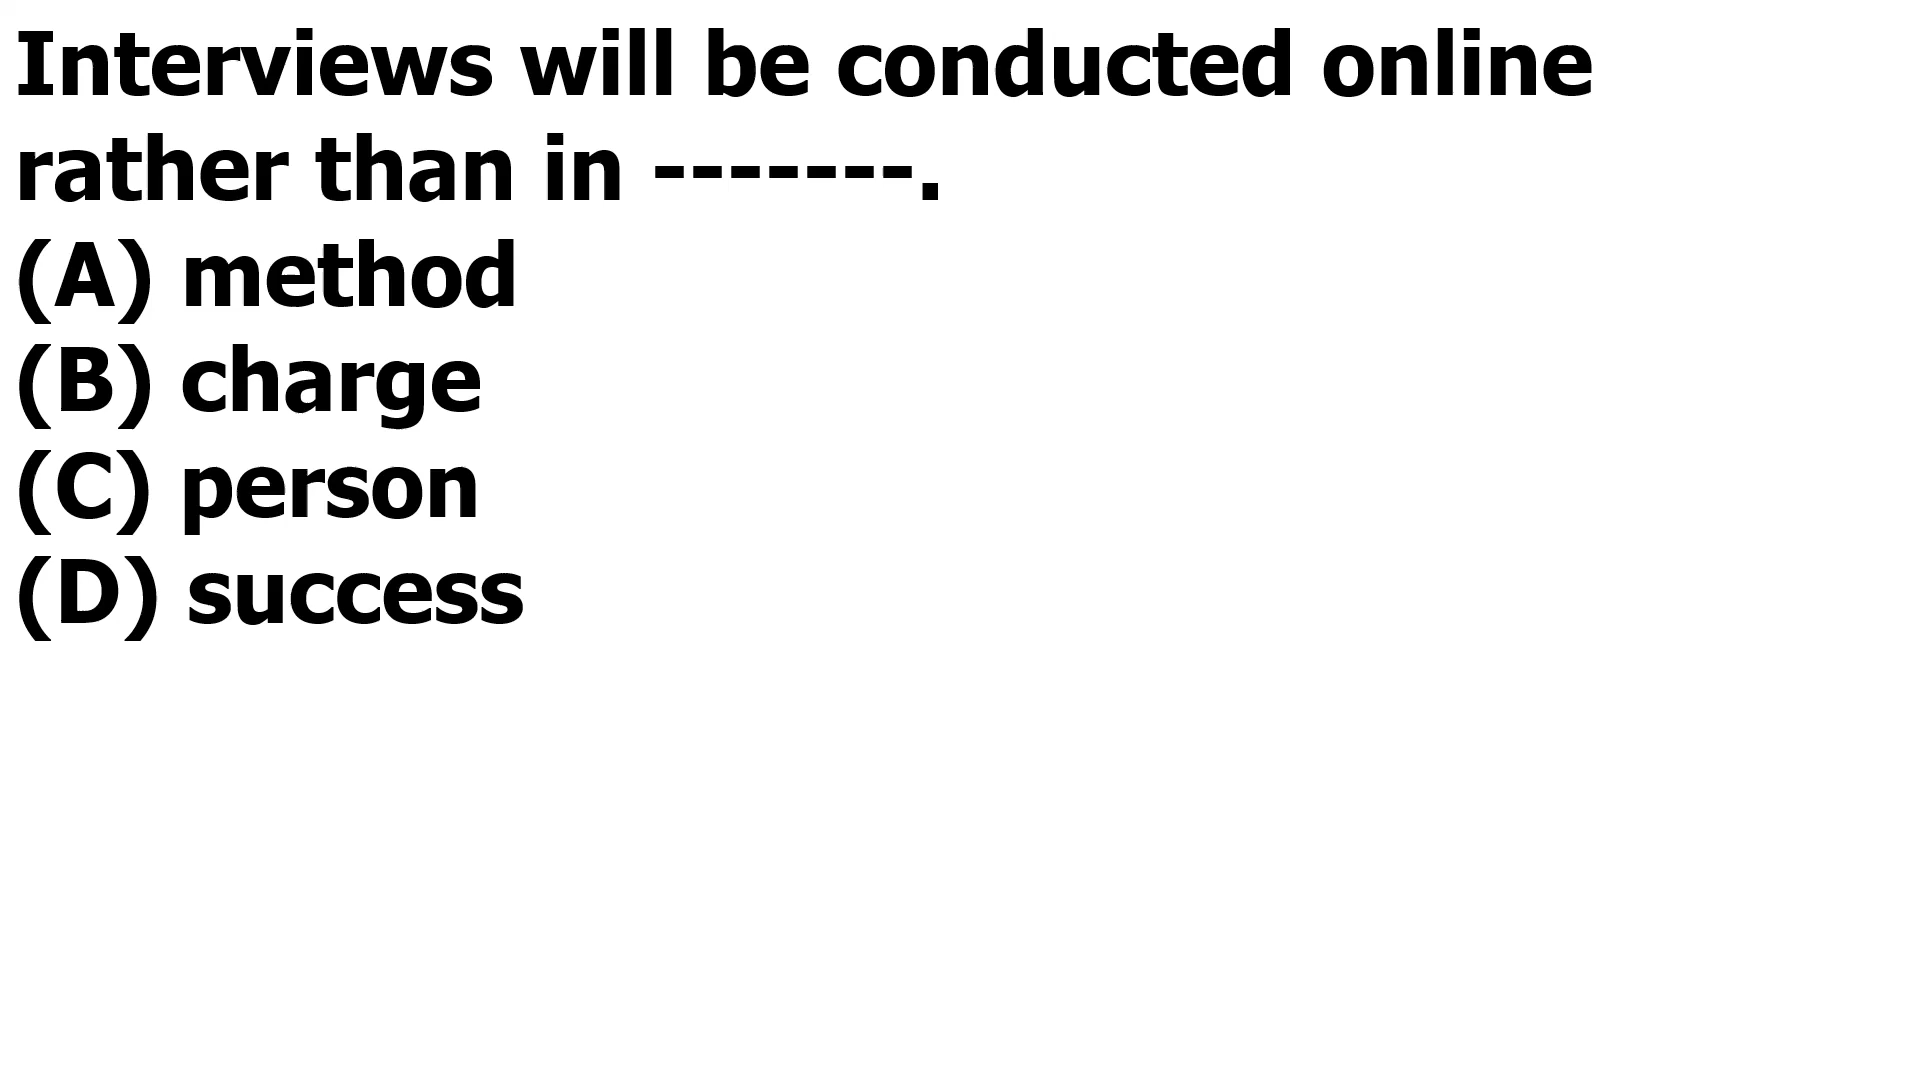 Interviews will be conducted online
rather than in -------.
(A) method
(B) charge
(C) person
(D) success